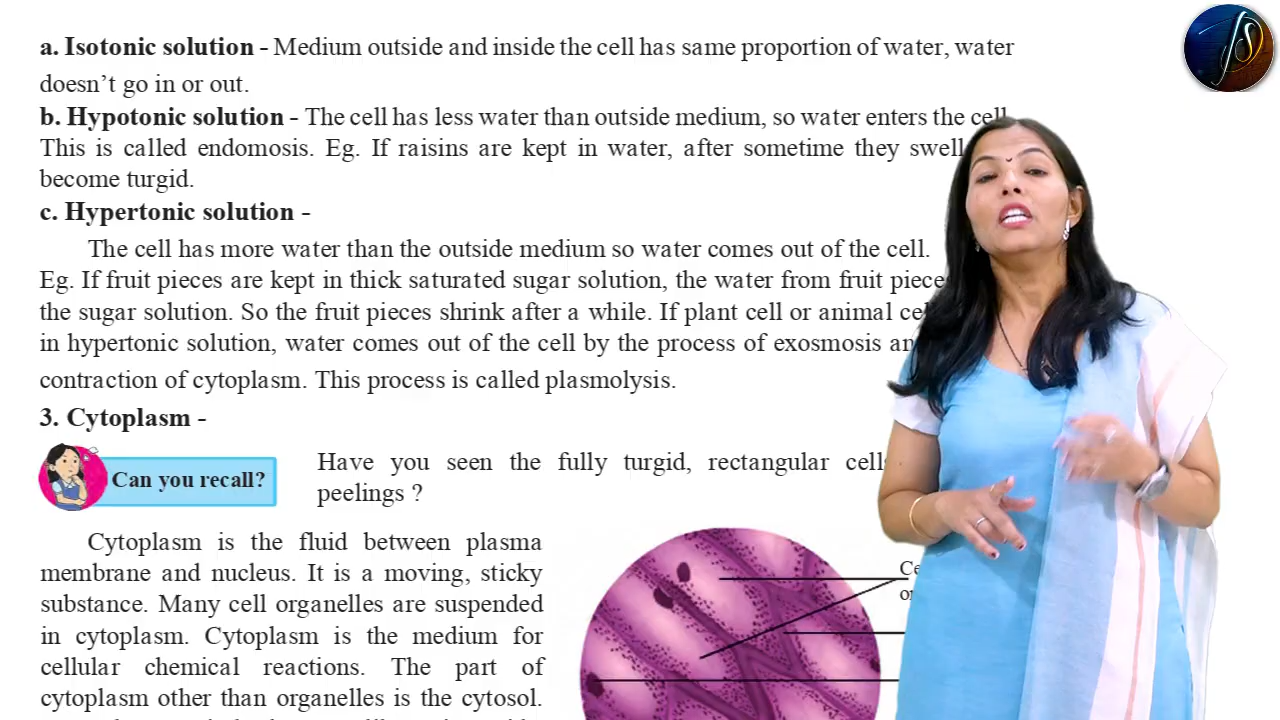 a. Isotonic solution - Medium outside and inside the cell has same proportion of water, water
doesn’t go in or out.
b. Hypotonic solution - The cell has less water than outside medium, so water enters the cell
This is called endomosis. Eg. If raisins are kept in water, after sometime they swell
become turgid.
c. Hypertonic solution -
The cell has more water than the outside medium so water comes out of the cell.
Eg. If fruit pieces are kept in thick saturated sugar solution, the water from fruit
the sugar solution. So the fruit pieces shrink after a while. If plant cell or animal
in hypertonic solution, water comes out of the cell by the process of exosmosis
contraction of cytoplasm. This process is called plasmolysis.
3. Cytoplasm -
Can you recall?
Have you seen the fully turgid, rectangular
peelings ?
Cytoplasm is the fluid between plasma
membrane and nucleus. It is a moving, sticky
substance. Many cell organelles are suspended
in cytoplasm. Cytoplasm is the medium for
cellular chemical reactions. The part of
cytoplasm other than organelles is the cytosol.